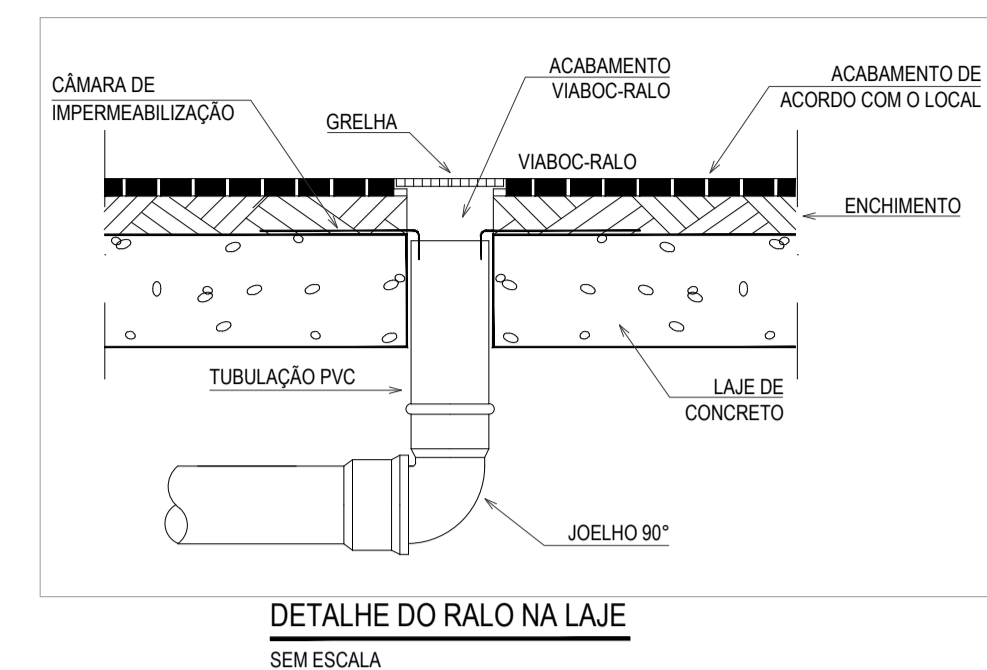 CÂMARA DE
IMPERMEABILIZAÇÃO
GRELHA
ACABAMENTO
VIABOC-RALO
VIABOC-RALO
ACABAMENTO DE
ACORDO COM O LOCAL
ENCHIMENTO
TUBULAÇÃO PVC
LAJE DE
CONCRETO
JOELHO 90°
DETALHE DO RALO NA LAJE
SEM ESCALA